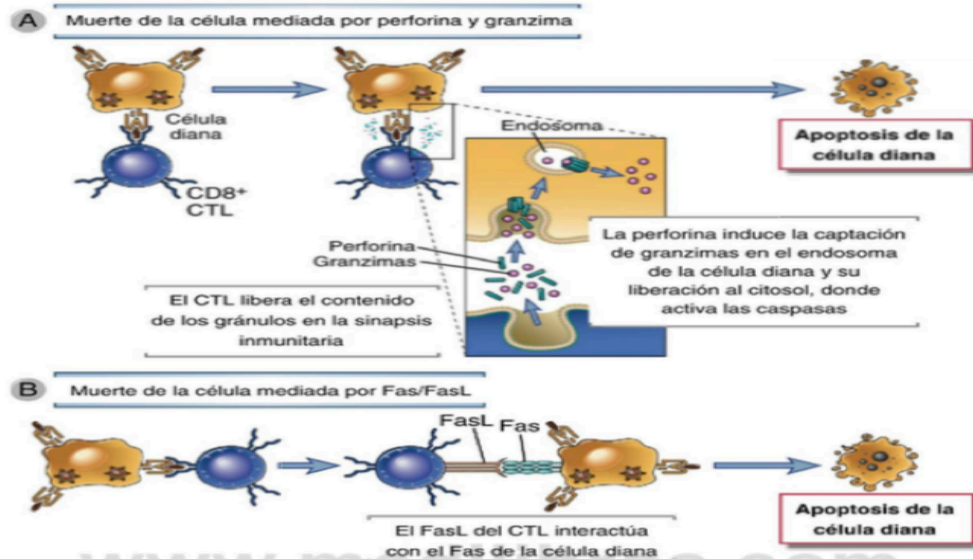 A Muerte de la célula mediada por perforina y granzima
Célula
diana
CD8+
CTL
Endosoma
Apoptosis de la
célula diana
Perforina
Granzimas
La perforina induce la captación
de granzimas en el endosoma
de la célula diana y su
liberación al citosol, donde
activa las caspasas
El CTL libera el contenido
de los gránulos en la sinapsis
inmunitaria
B Muerte de la célula mediada por Fas/FasL
FasL Fas
El FasL del CTL interactúa
con el Fas de la célula diana
Apoptosis de la
célula diana